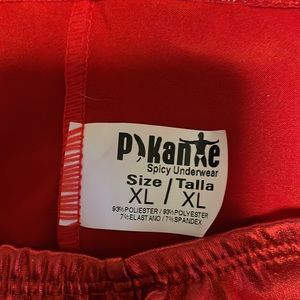 Pikante
Spicy Underwear
Size / Talla
XL / XL
93% POLIESTER / 93% POLYESTER
7% ELASTANO / 7% SPANDEX